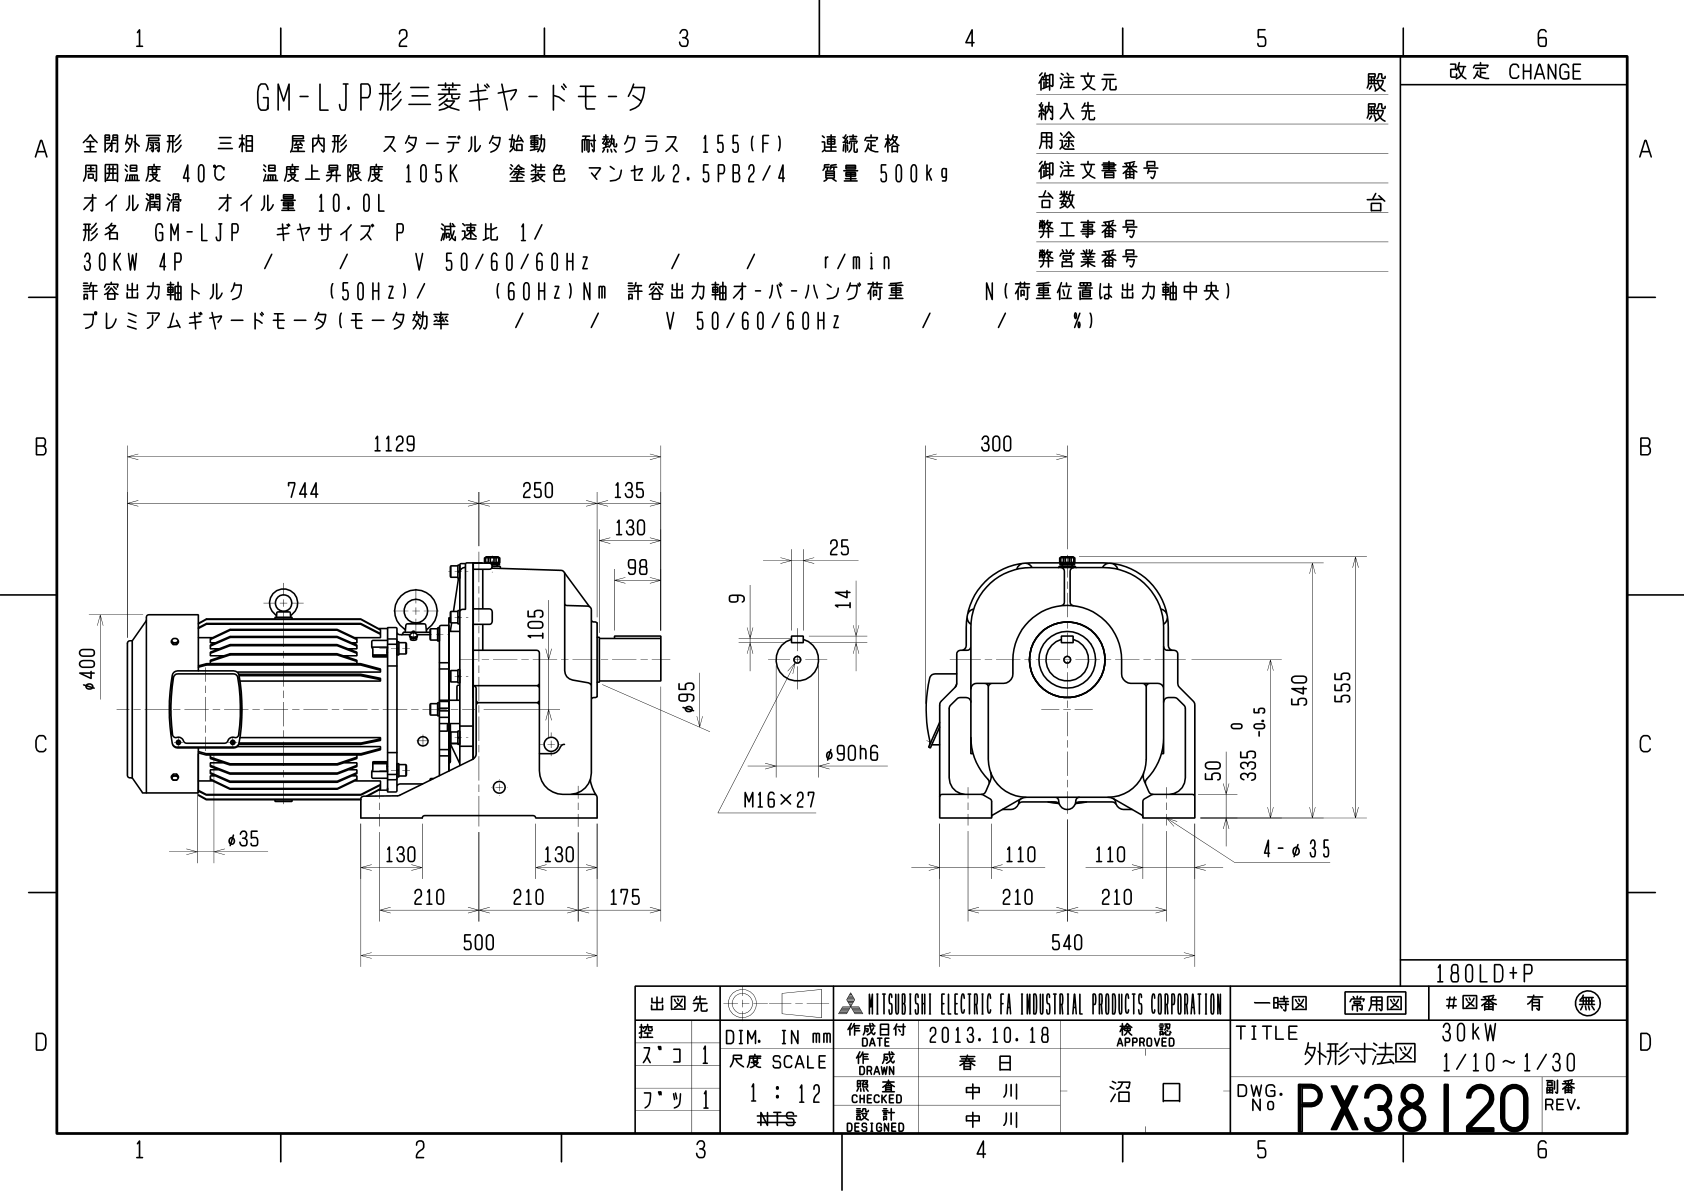 1 2 3 4 5 6
改定 CHANGE
GM-LJP形三菱ギヤ-ドモ-タ
全閉外扇形 三相 屋内形 スターデルタ始動 耐熱クラス 155(F) 連続定格
周囲温度 40℃ 温度上昇限度 105K 塗装色 マンセル2.5PB2/4 質量 500kg
オイル潤滑 オイル量 10.0L
形名 GM-LJP ギヤサイズ P 減速比 1/
30KW 4P / / V 50/60/60Hz / / r/min
許容出力軸トルク (50Hz)/ (60Hz)Nm 許容出力軸オ-バ-ハング荷重 N(荷重位置は出力軸中央)
プレミアムギヤードモータ(モータ効率 / / V 50/60/60Hz / / %)
御注文元 殿
納入先 殿
用途
御注文書番号
台数 台
弊工事番号
弊営業番号
A A
B B
C C
D D
1129
744 250 135
130
98
105
φ400
φ95
φ35
130 130
210 210 175
500
25
9
14
φ90h6
M16×27
300
540
555
0
-0.5
335
50
4-φ35
110 110
210 210
540
180LD+P
出図先
控
ズコ 1
ブツ 1
DIM. IN mm
尺度 SCALE
1 : 12
NTS
MITSUBISHI ELECTRIC FA INDUSTRIAL PRODUCTS CORPORATION
作成日付 DATE 2013.10.18
作成 DRAWN 春日
照査 CHECKED 中川
設計 DESIGNED 中川
検認 APPROVED
沼口
一時図 常用図 #図番 有 無
TITLE 外形寸法図
30kW
1/10~1/30
DWG. No PX38120
副番 REV.
1 2 3 4 5 6